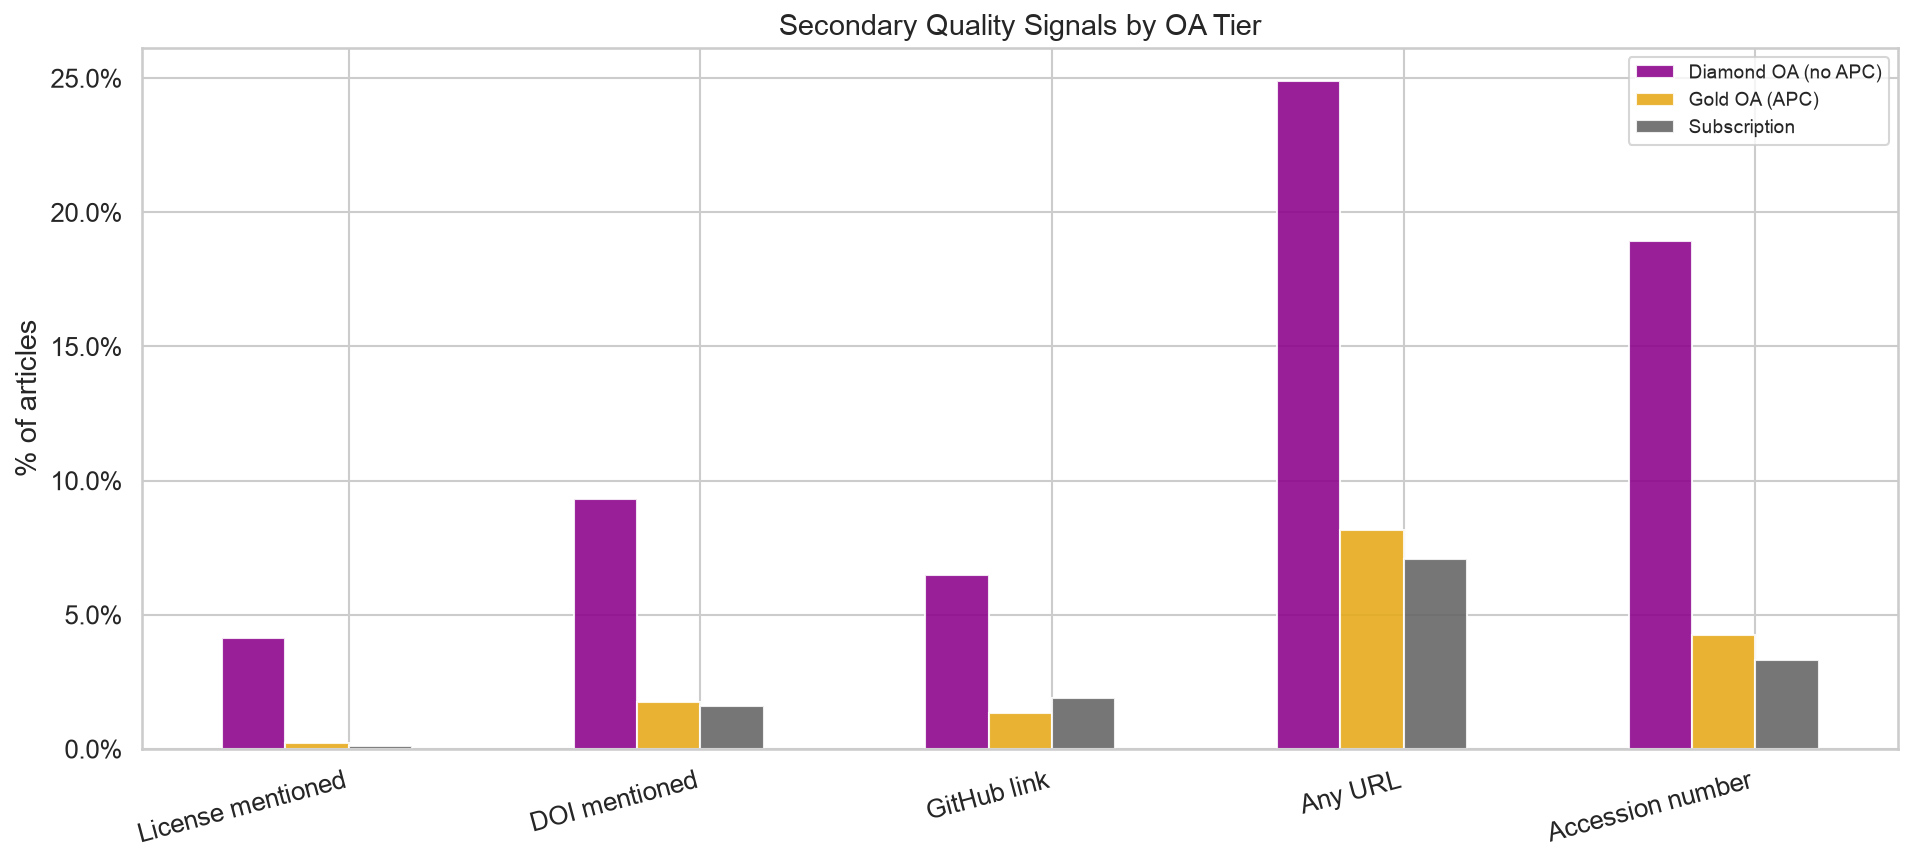 Secondary Quality Signals by OA Tier
Diamond OA (no APC)
Gold OA (APC)
Subscription
% of articles
25.0%
20.0%
15.0%
10.0%
5.0%
0.0%
License mentioned
DOI mentioned
GitHub link
Any URL
Accession number